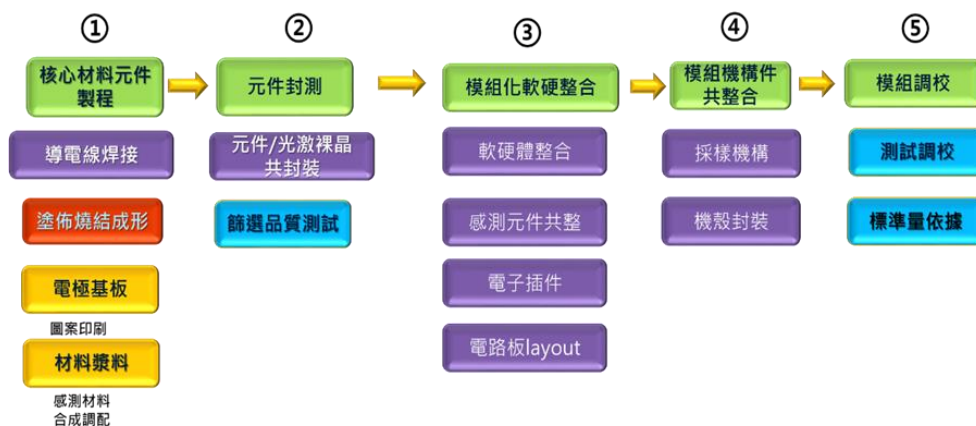 ①
②
③
④
⑤
核心材料元件
製程
元件封測
模組化軟硬整合
模組機構件
共整合
模組調校
導電線焊接
元件/光激裸晶
共封裝
軟硬體整合
採樣機構
測試調校
塗佈燒結成形
篩選品質測試
感測元件共整
機殼封裝
標準量依據
電極基板
圖案印刷
電子插件
材料漿料
感測材料
合成調配
電路板layout